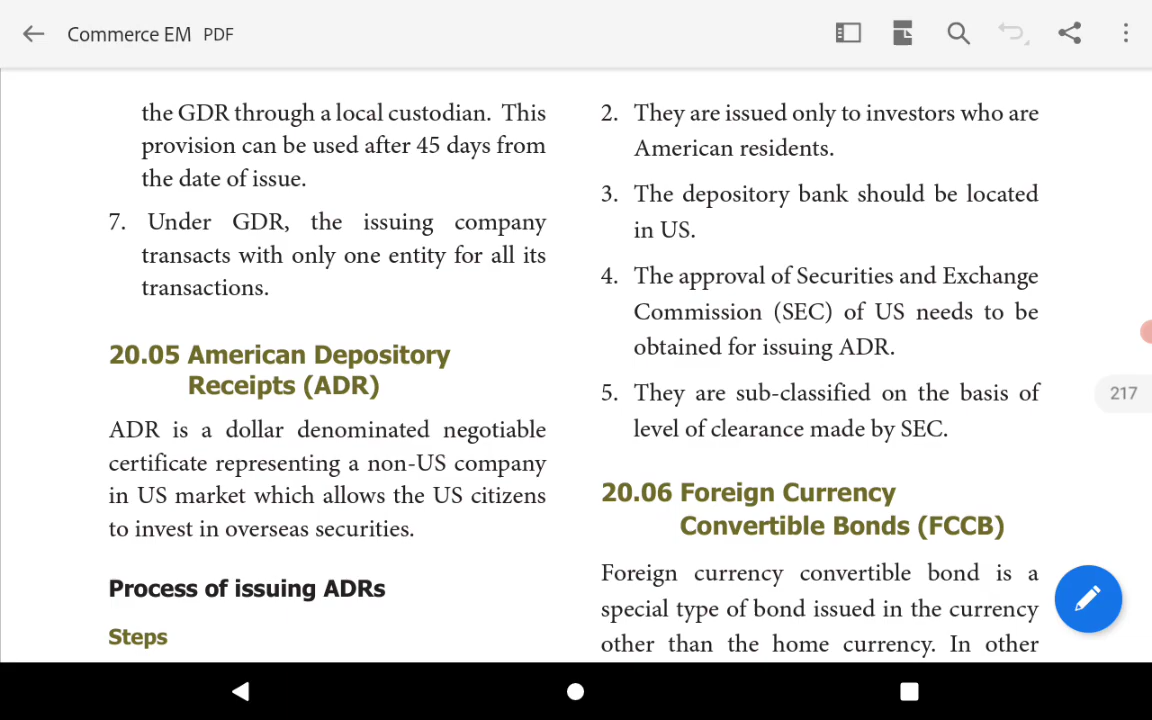 Commerce EM PDF
the GDR through a local custodian. This
provision can be used after 45 days from
the date of issue.
7. Under GDR, the issuing company
transacts with only one entity for all its
transactions.
20.05 American Depository
Receipts (ADR)
ADR is a dollar denominated negotiable
certificate representing a non-US company
in US market which allows the US citizens
to invest in overseas securities.
Process of issuing ADRs
Steps
2. They are issued only to investors who are
American residents.
3. The depository bank should be located
in US.
4. The approval of Securities and Exchange
Commission (SEC) of US needs to be
obtained for issuing ADR.
5. They are sub-classified on the basis of
level of clearance made by SEC.
20.06 Foreign Currency
Convertible Bonds (FCCB)
Foreign currency convertible bond is a
special type of bond issued in the currency
other than the home currency. In other
217